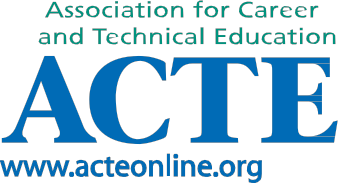 Association for Career
and Technical Education
ACTE
www.acteonline.org